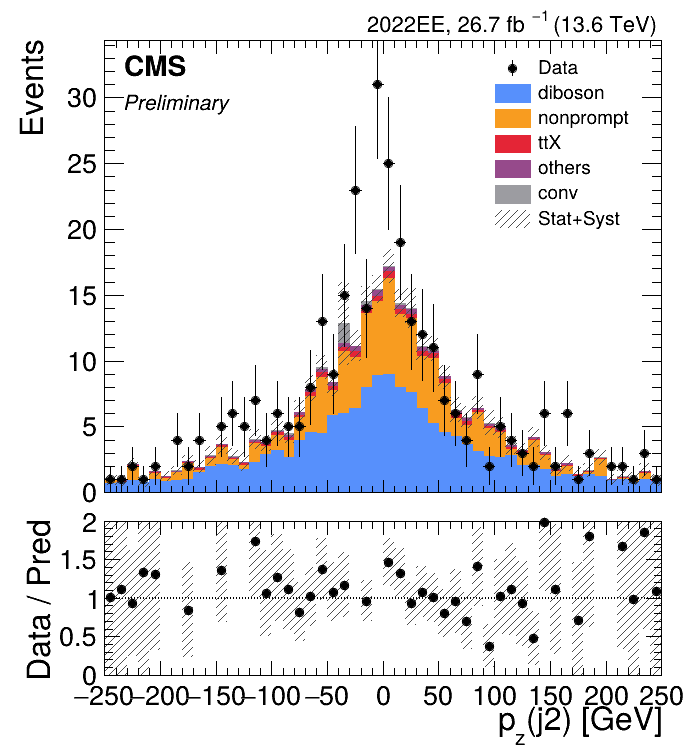 2022EE, 26.7 fb⁻¹ (13.6 TeV)
CMS
Preliminary
Events
30
25
20
15
10
5
0
Data
diboson
nonprompt
ttX
others
conv
Stat+Syst
Data / Pred
2
1.5
1
0.5
0
−250 −200 −150 −100 −50 0 50 100 150 200 250
p_z(j2) [GeV]